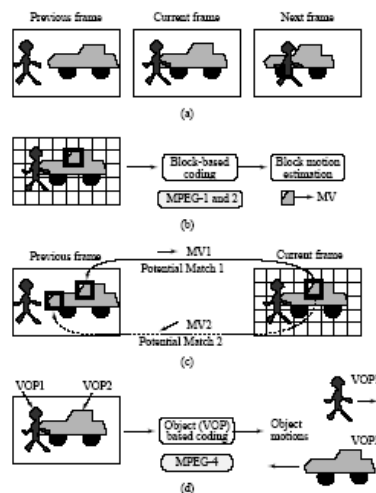 Previous frame Current frame Next frame
(a)
Block-based coding
Block motion estimation
MPEG-1 and 2
MV
(b)
MV1
Previous frame Current frame
Potential Match 1
MV2
Potential Match 2
(c)
VOP1 VOP2
Object (VOP) based coding
Object motions
MPEG-4
(d)